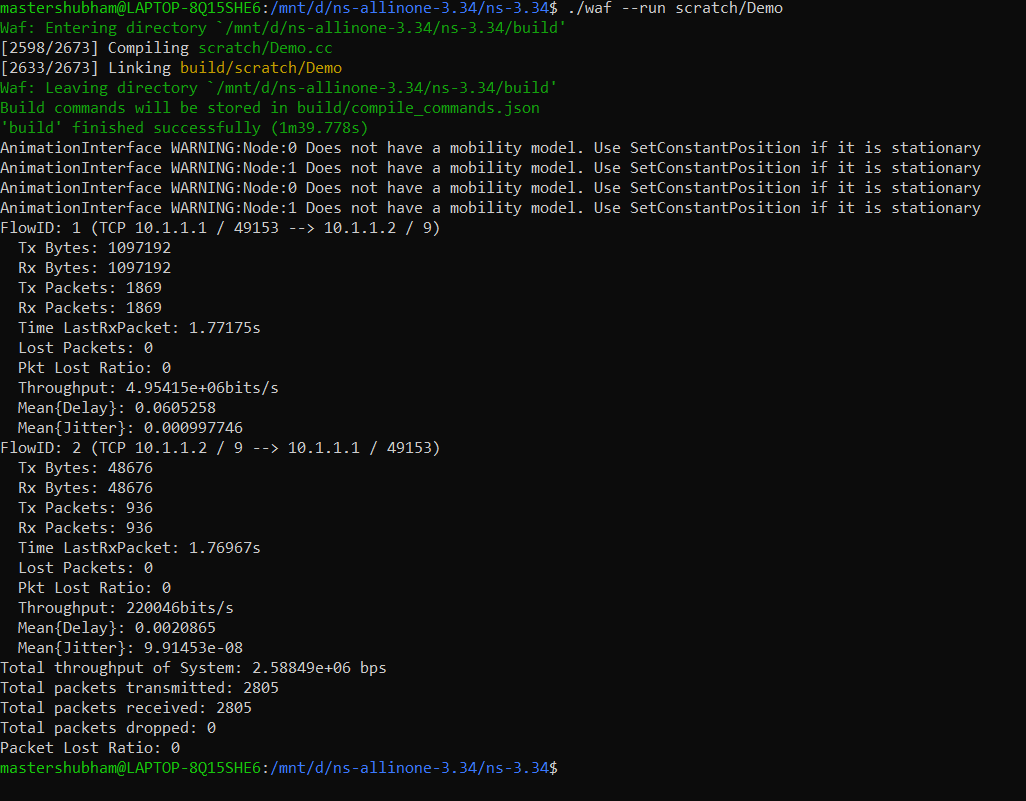 mastershubham@LAPTOP-8Q15SHE6:/mnt/d/ns-allinone-3.34/ns-3.34$ ./waf --run scratch/Demo
Waf: Entering directory `/mnt/d/ns-allinone-3.34/ns-3.34/build'
[2598/2673] Compiling scratch/Demo.cc
[2633/2673] Linking build/scratch/Demo
Waf: Leaving directory `/mnt/d/ns-allinone-3.34/ns-3.34/build'
Build commands will be stored in build/compile_commands.json
'build' finished successfully (1m39.778s)
AnimationInterface WARNING:Node:0 Does not have a mobility model. Use SetConstantPosition if it is stationary
AnimationInterface WARNING:Node:1 Does not have a mobility model. Use SetConstantPosition if it is stationary
AnimationInterface WARNING:Node:0 Does not have a mobility model. Use SetConstantPosition if it is stationary
AnimationInterface WARNING:Node:1 Does not have a mobility model. Use SetConstantPosition if it is stationary
FlowID: 1 (TCP 10.1.1.1 / 49153 --> 10.1.1.2 / 9)
  Tx Bytes: 1097192
  Rx Bytes: 1097192
  Tx Packets: 1869
  Rx Packets: 1869
  Time LastRxPacket: 1.77175s
  Lost Packets: 0
  Pkt Lost Ratio: 0
  Throughput: 4.95415e+06bits/s
  Mean{Delay}: 0.0605258
  Mean{Jitter}: 0.000997746
FlowID: 2 (TCP 10.1.1.2 / 9 --> 10.1.1.1 / 49153)
  Tx Bytes: 48676
  Rx Bytes: 48676
  Tx Packets: 936
  Rx Packets: 936
  Time LastRxPacket: 1.76967s
  Lost Packets: 0
  Pkt Lost Ratio: 0
  Throughput: 220046bits/s
  Mean{Delay}: 0.0020865
  Mean{Jitter}: 9.91453e-08
Total throughput of System: 2.58849e+06 bps
Total packets transmitted: 2805
Total packets received: 2805
Total packets dropped: 0
Packet Lost Ratio: 0
mastershubham@LAPTOP-8Q15SHE6:/mnt/d/ns-allinone-3.34/ns-3.34$